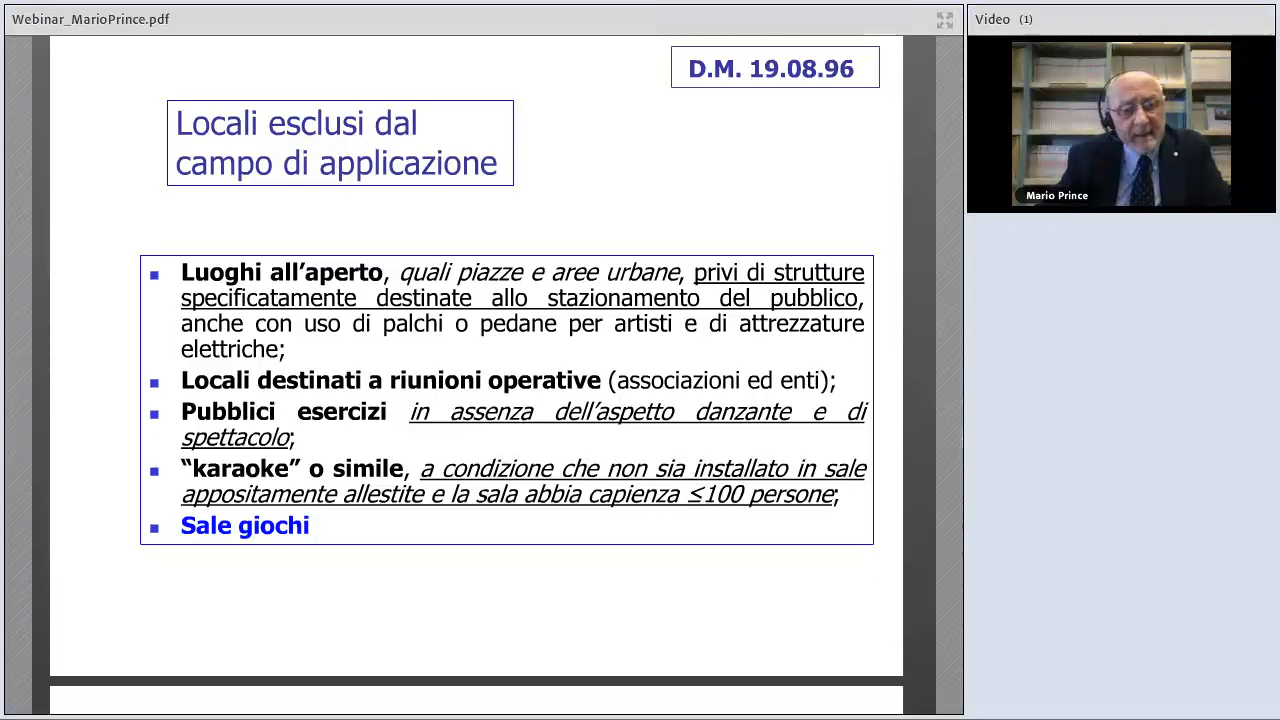 Webinar_MarioPrince.pdf
Video (1)
D.M. 19.08.96
Locali esclusi dal
campo di applicazione
Mario Prince
▪ Luoghi all’aperto, quali piazze e aree urbane, privi di strutture
specificatamente destinate allo stazionamento del pubblico,
anche con uso di palchi o pedane per artisti e di attrezzature
elettriche;
▪ Locali destinati a riunioni operative (associazioni ed enti);
▪ Pubblici esercizi in assenza dell’aspetto danzante e di
spettacolo;
▪ “karaoke” o simile, a condizione che non sia installato in sale
appositamente allestite e la sala abbia capienza ≤100 persone;
▪ Sale giochi